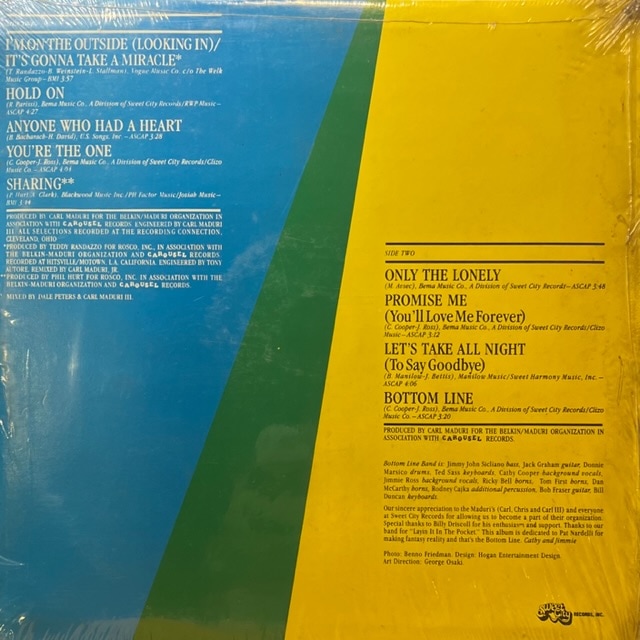 I'M ON THE OUTSIDE (LOOKING IN)/
IT'S GONNA TAKE A MIRACLE*
(T. Randazzo-B. Weinstein-L. Stallman), Vogue Music Co. c/o The Welk
Music Group—BMI 3:57
HOLD ON
(R. Parissi), Bema Music Co., A Division of Sweet City Records/RWP Music—
ASCAP 4:27
ANYONE WHO HAD A HEART
(B. Bacharach-H. David), U.S. Songs, Inc.—ASCAP 3:28
YOU'RE THE ONE
(C. Cooper-J. Ross), Bema Music Co., A Division of Sweet City Records/Clizo
Music Co.—ASCAP 4:04
SHARING**
(P. Hurt-B. Clark), Blackwood Music Inc./PH Factor Music/Josiah Music—
BMI 3:44
PRODUCED BY CARL MADURI FOR THE BELKIN/MADURI ORGANIZATION IN
ASSOCIATION WITH CAROUSEL RECORDS. ENGINEERED BY CARL MADURI
III. ALL SELECTIONS RECORDED AT THE RECORDING CONNECTION,
CLEVELAND, OHIO
*PRODUCED BY TEDDY RANDAZZO FOR ROSCO, INC., IN ASSOCIATION WITH
THE BELKIN-MADURI ORGANIZATION AND CAROUSEL RECORDS.
RECORDED AT HITSVILLE/MOTOWN, L.A. CALIFORNIA. ENGINEERED BY TONY
AUTORE. REMIXED BY CARL MADURI, JR.
**PRODUCED BY PHIL HURT FOR ROSCO, INC. IN ASSOCIATION WITH THE
BELKIN-MADURI ORGANIZATION AND CAROUSEL RECORDS.
MIXED BY DALE PETERS & CARL MADURI III.
SIDE TWO
ONLY THE LONELY
(M. Avsec), Bema Music Co., A Division of Sweet City Records—ASCAP 3:48
PROMISE ME
(You'll Love Me Forever)
(C. Cooper-J. Ross), Bema Music Co., A Division of Sweet City Records/Clizo
Music—ASCAP 3:12
LET'S TAKE ALL NIGHT
(To Say Goodbye)
(B. Manilow-J. Bettis), Manilow Music/Sweet Harmony Music, Inc.—
ASCAP 4:06
BOTTOM LINE
(C. Cooper-J. Ross), Bema Music Co., A Division of Sweet City Records/Clizo
Music Co.—ASCAP 3:20
PRODUCED BY CARL MADURI FOR THE BELKIN/MADURI ORGANIZATION IN
ASSOCIATION WITH CAROUSEL RECORDS.
Bottom Line Band is: Jimmy John Siciliano bass, Jack Graham guitar, Donnie
Marsico drums, Ted Sass keyboards, Cathy Cooper background vocals,
Jimmie Ross background vocals, Ricky Bell horns, Tom First horns, Dan
McCarthy horns, Rodney Cajka additional percussion, Bob Fraser guitar, Bill
Duncan keyboards.
Our sincere appreciation to the Maduri's (Carl, Chris and Carl III) and everyone
at Sweet City Records for allowing us to become a part of their organization.
Special thanks to Billy Driscoll for his enthusiasm and support. Thanks to our
band for "Layin It In The Pocket." This album is dedicated to Pat Nardelli for
making fantasy reality and that's the Bottom Line. Cathy and Jimmie
Photo: Benno Friedman. Design: Hogan Entertainment Design.
Art Direction: George Osaki.
Sweet City RECORDS, INC.